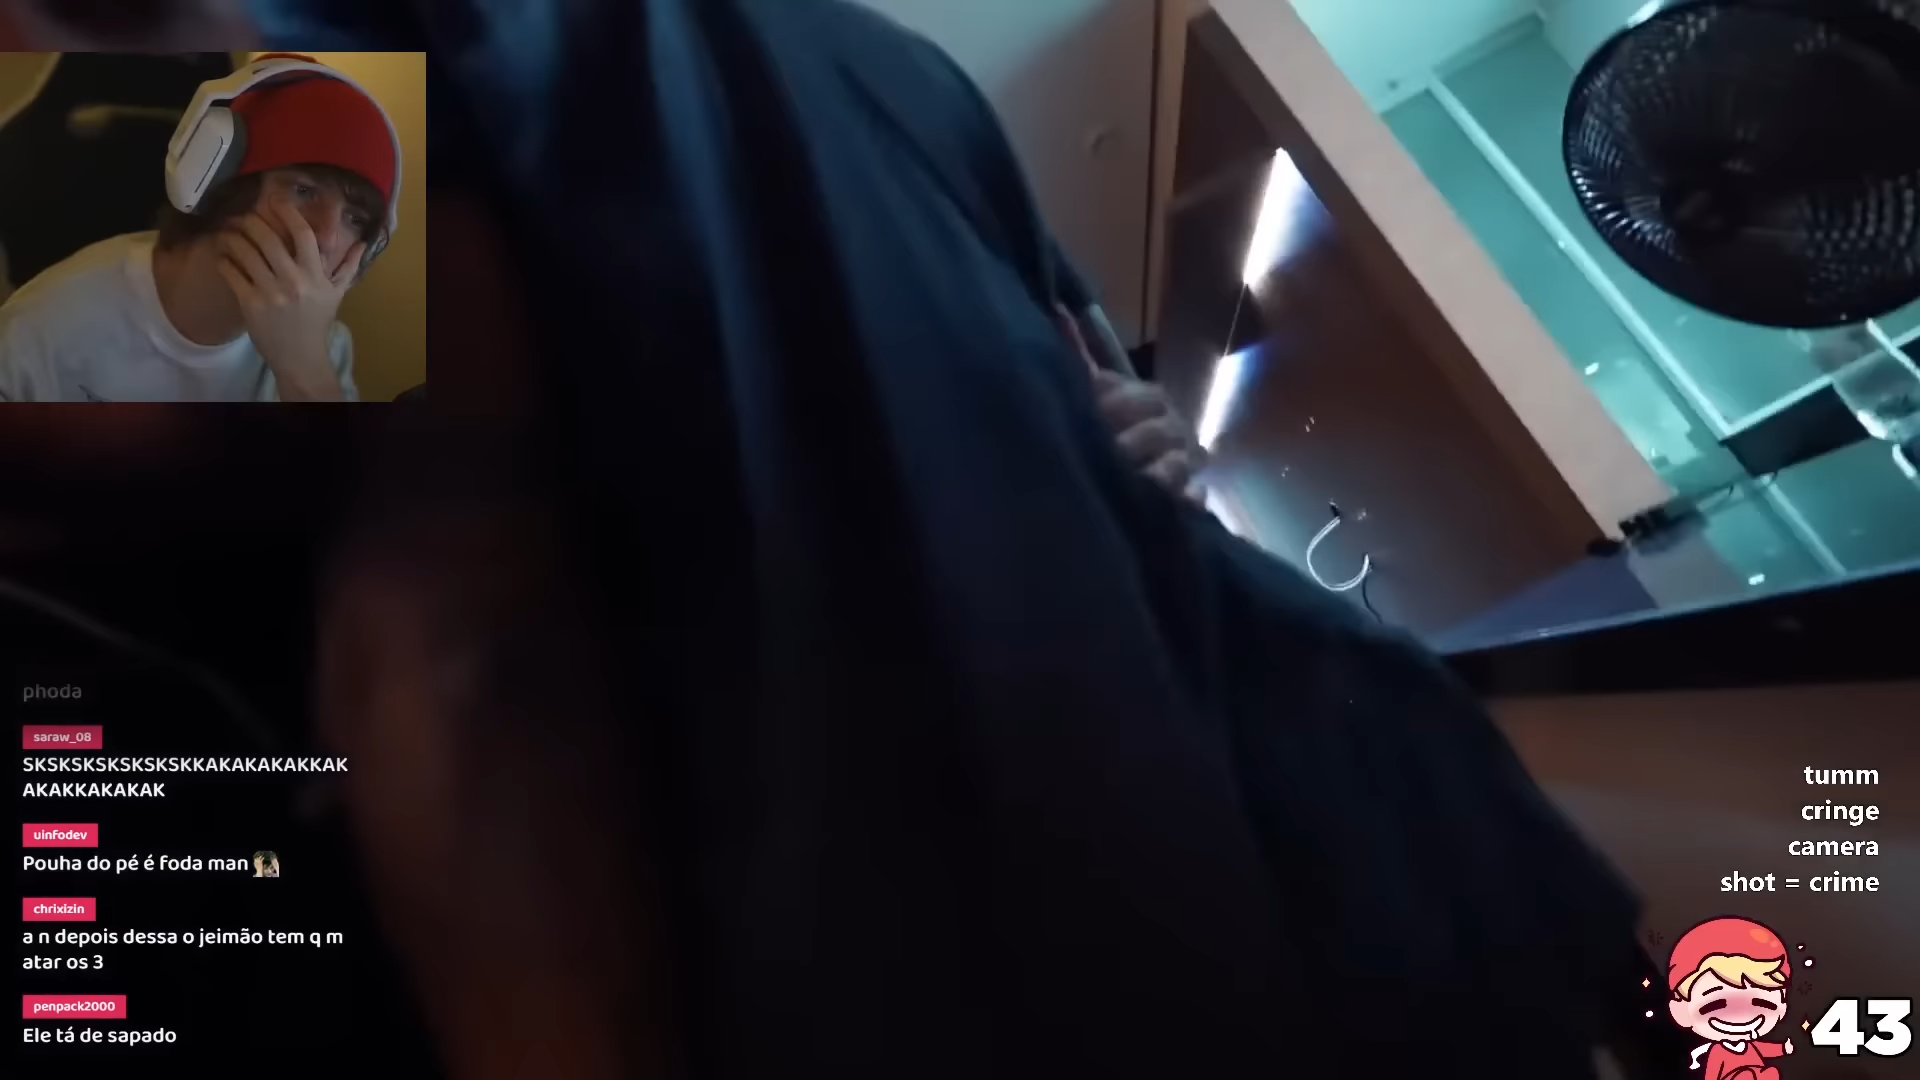 phoda
saraw_08
SKSKSKSKSKSKSKKAKAKAKAKKAK
AKAKKAKAKAK
uinfodev
Pouha do pé é foda man
chrixizin
a n depois dessa o jeimão tem q m
atar os 3
penpack2000
Ele tá de sapado
tumm
cringe
camera
shot = crime
43